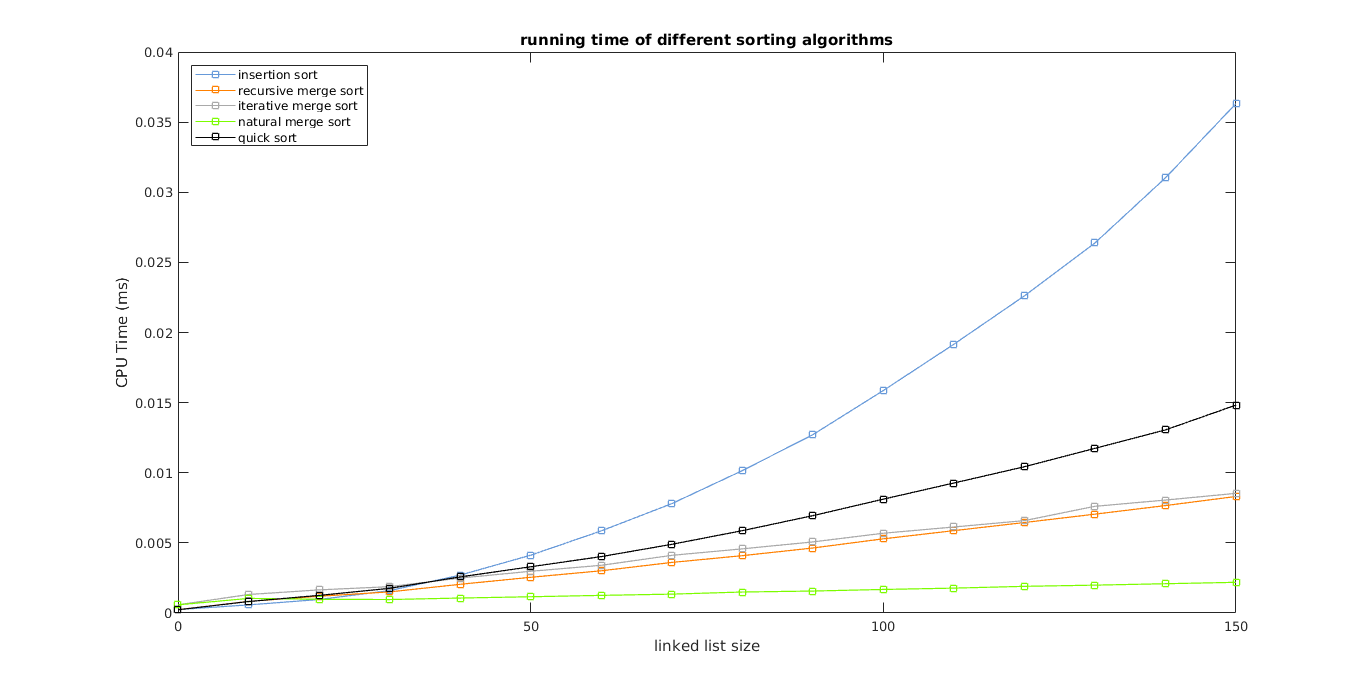 running time of different sorting algorithms
0.04
0.035
0.03
0.025
0.02
0.015
0.01
0.005
0
insertion sort
recursive merge sort
iterative merge sort
natural merge sort
quick sort
CPU Time (ms)
0 50 100 150
linked list size